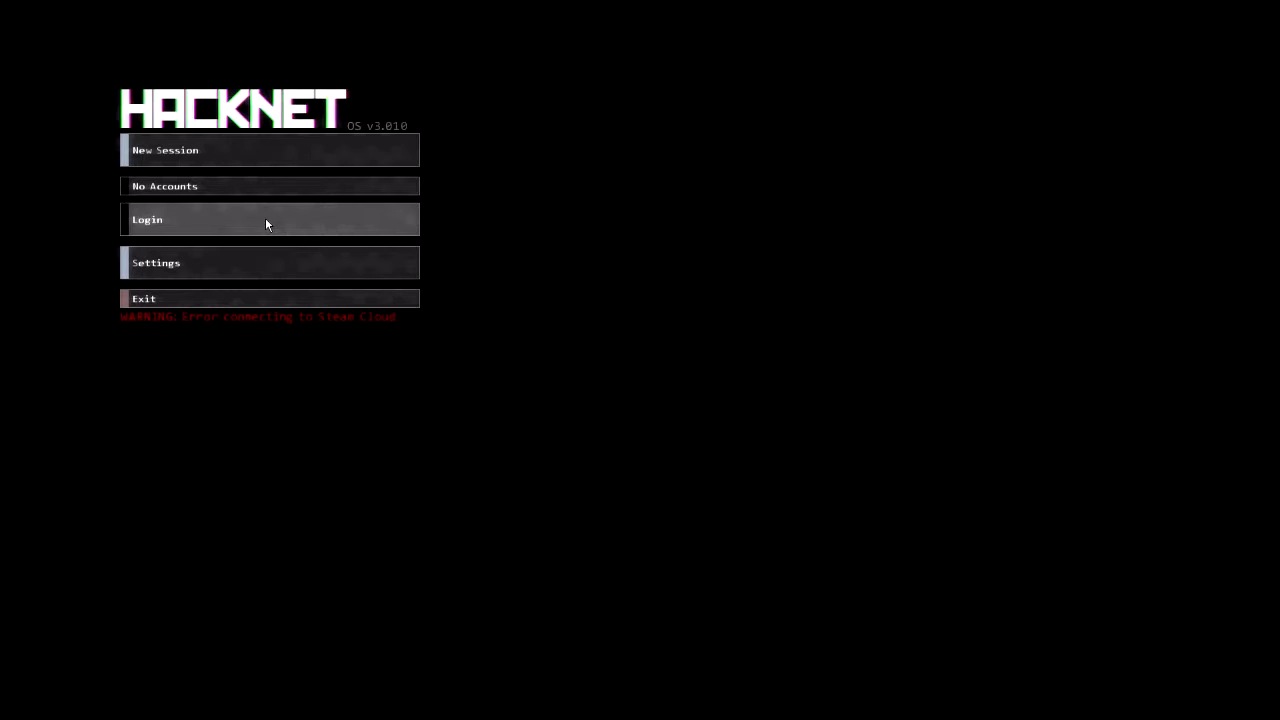 HACKNET
OS v3.010
New Session
No Accounts
Login
Settings
Exit
WARNING: Error connecting to Steam Cloud